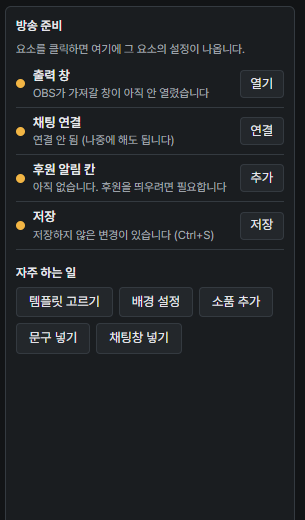 방송 준비
요소를 클릭하면 여기에 그 요소의 설정이 나옵니다.
출력 창
OBS가 가져갈 창이 아직 안 열렸습니다
열기
채팅 연결
연결 안 됨 (나중에 해도 됩니다)
연결
후원 알림 칸
아직 없습니다. 후원을 띄우려면 필요합니다
추가
저장
저장하지 않은 변경이 있습니다 (Ctrl+S)
저장
자주 하는 일
템플릿 고르기
배경 설정
소품 추가
문구 넣기
채팅창 넣기